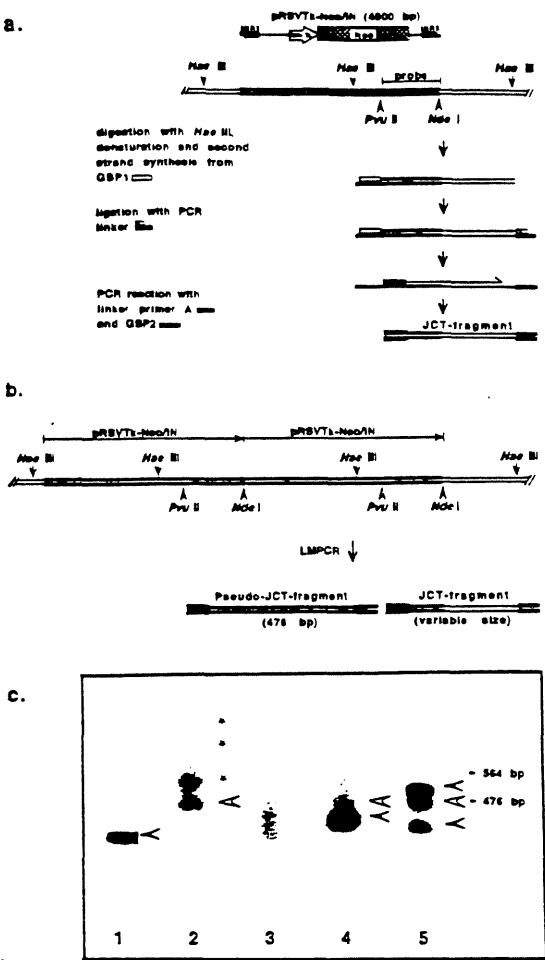 a.
pRSVTk-Neo/IN (4800 bp)
neo
Hae III
Hae III
probe
Hae III
Pvu II
Nde I
digestion with Hae III,
denaturation and second
strand synthesis from
GSP1
ligation with PCR
linker
PCR reaction with
linker primer A
and GSP2
JCT-fragment
b.
pRSVTk-Neo/IN pRSVTk-Neo/IN
Hae III Hae III Hae III Hae III
Pvu II Nde I Pvu II Nde I
LMPCR
Pseudo-JCT-fragment JCT-fragment
(476 bp) (variable size)
c.
- 564 bp
- 476 bp
1 2 3 4 5